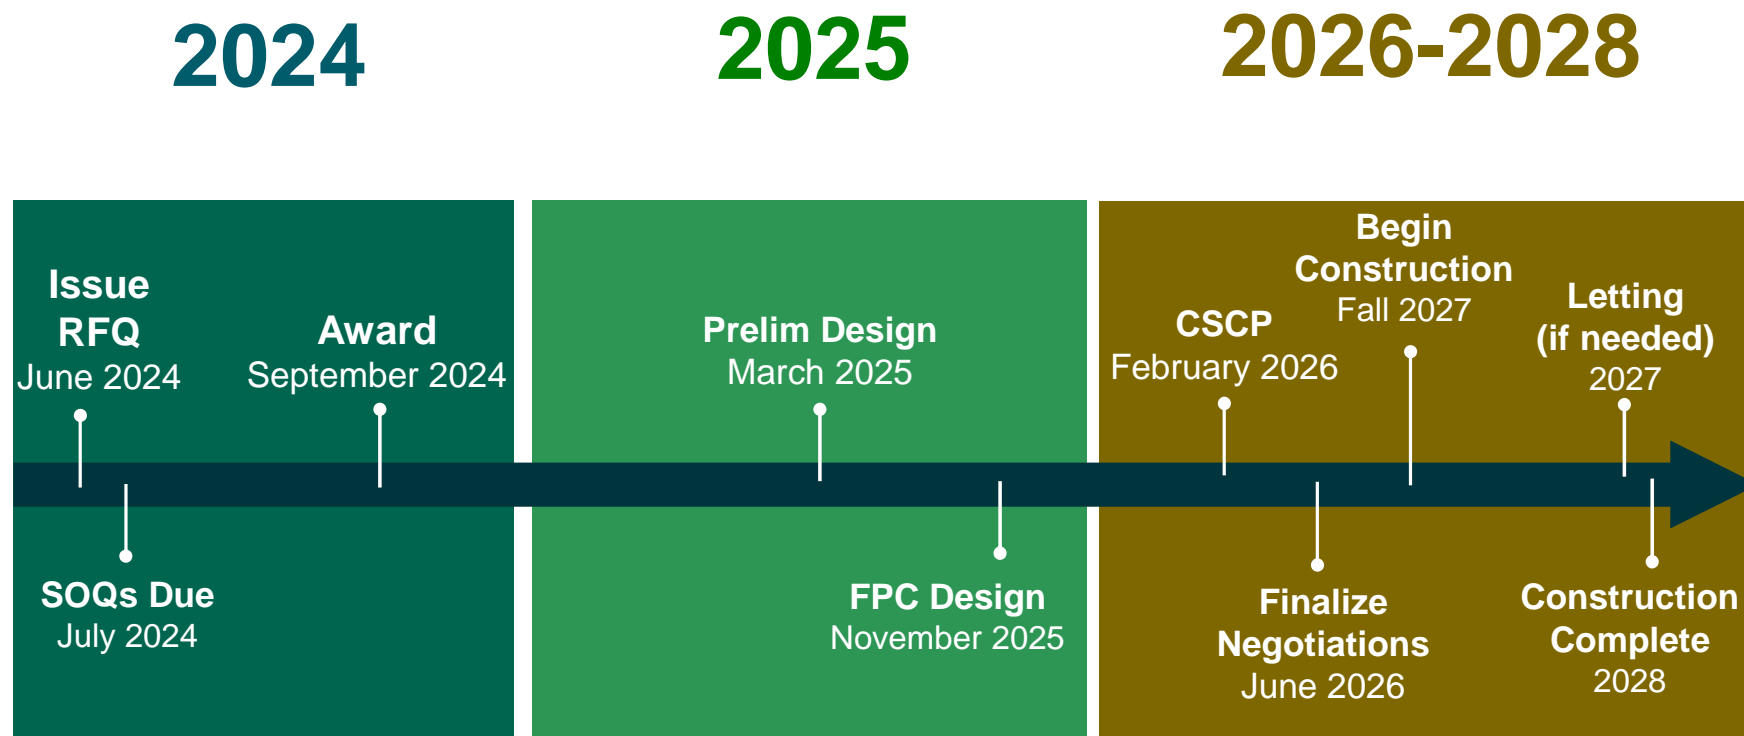 2024
2025
2026-2028
Issue
RFQ
June 2024
Award
September 2024
SOQs Due
July 2024
Prelim Design
March 2025
FPC Design
November 2025
CSCP
February 2026
Begin
Construction
Fall 2027
Letting
(if needed)
2027
Finalize
Negotiations
June 2026
Construction
Complete
2028